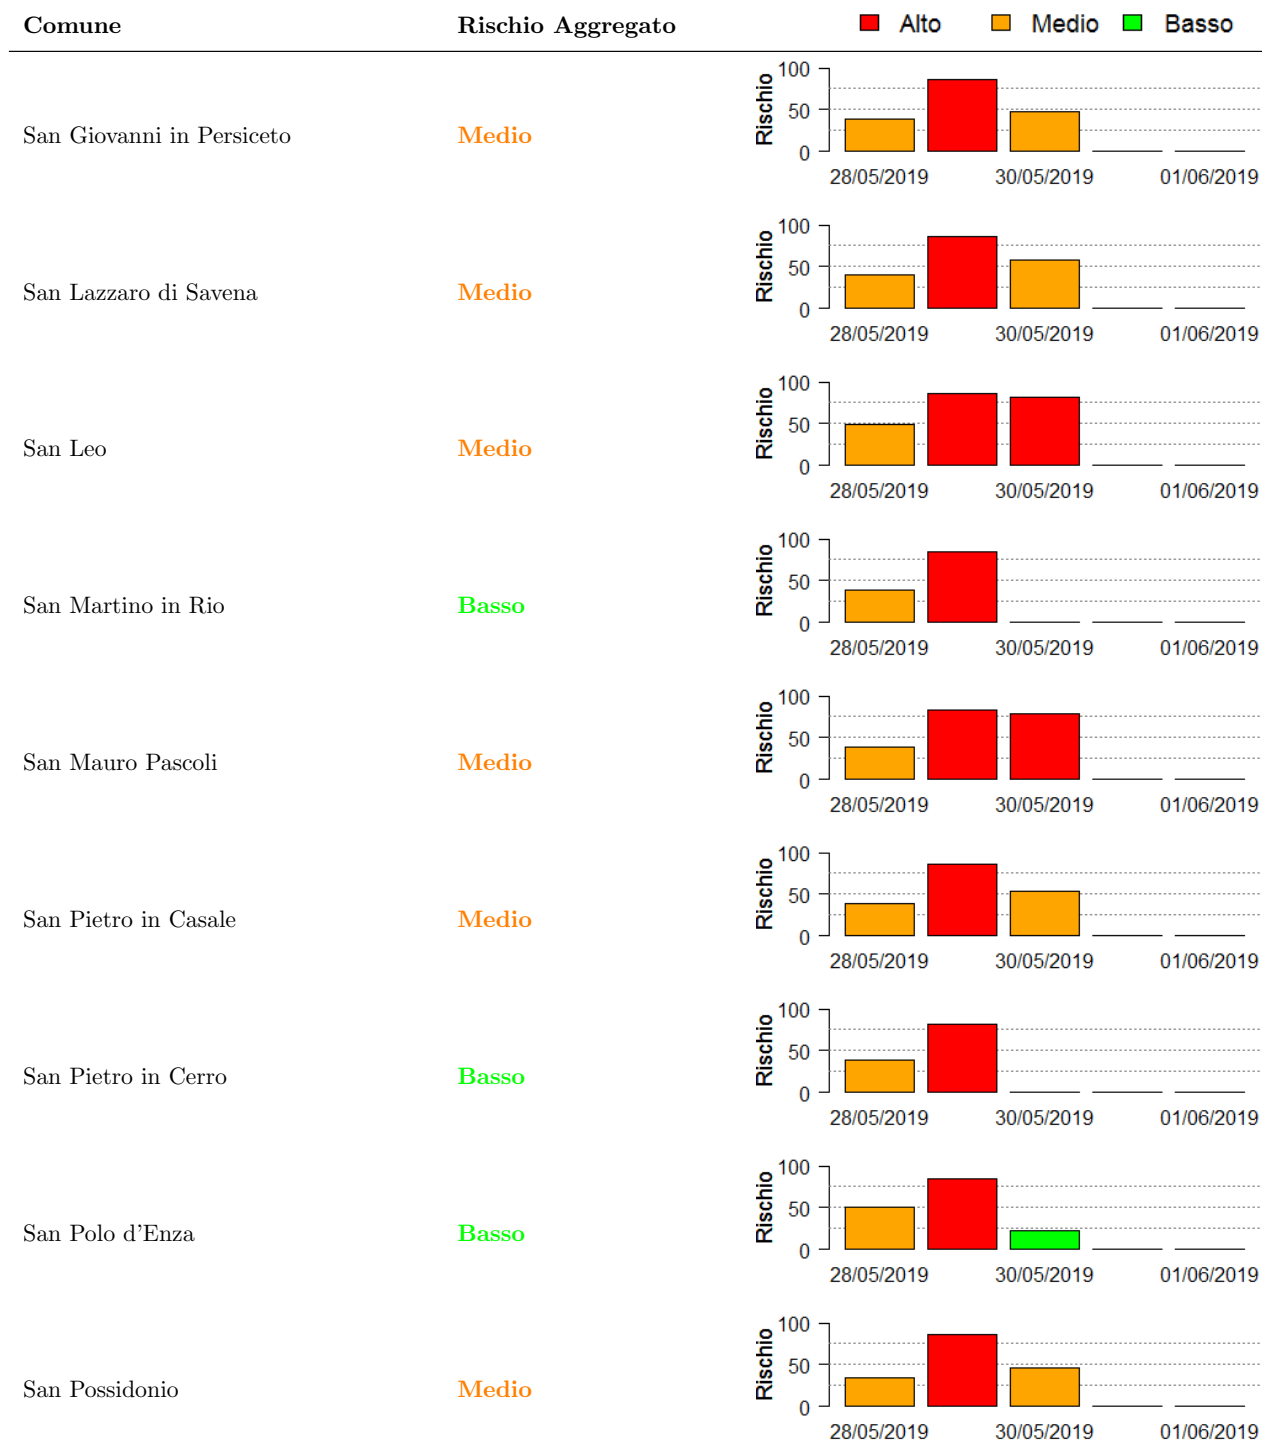 Comune Rischio Aggregato Alto Medio Basso
San Giovanni in Persiceto Medio Rischio 100 50 0
28/05/2019 30/05/2019 01/06/2019
San Lazzaro di Savena Medio Rischio 100 50 0
28/05/2019 30/05/2019 01/06/2019
San Leo Medio Rischio 100 50 0
28/05/2019 30/05/2019 01/06/2019
San Martino in Rio Basso Rischio 100 50 0
28/05/2019 30/05/2019 01/06/2019
San Mauro Pascoli Medio Rischio 100 50 0
28/05/2019 30/05/2019 01/06/2019
San Pietro in Casale Medio Rischio 100 50 0
28/05/2019 30/05/2019 01/06/2019
San Pietro in Cerro Basso Rischio 100 50 0
28/05/2019 30/05/2019 01/06/2019
San Polo d'Enza Basso Rischio 100 50 0
28/05/2019 30/05/2019 01/06/2019
San Possidonio Medio Rischio 100 50 0
28/05/2019 30/05/2019 01/06/2019